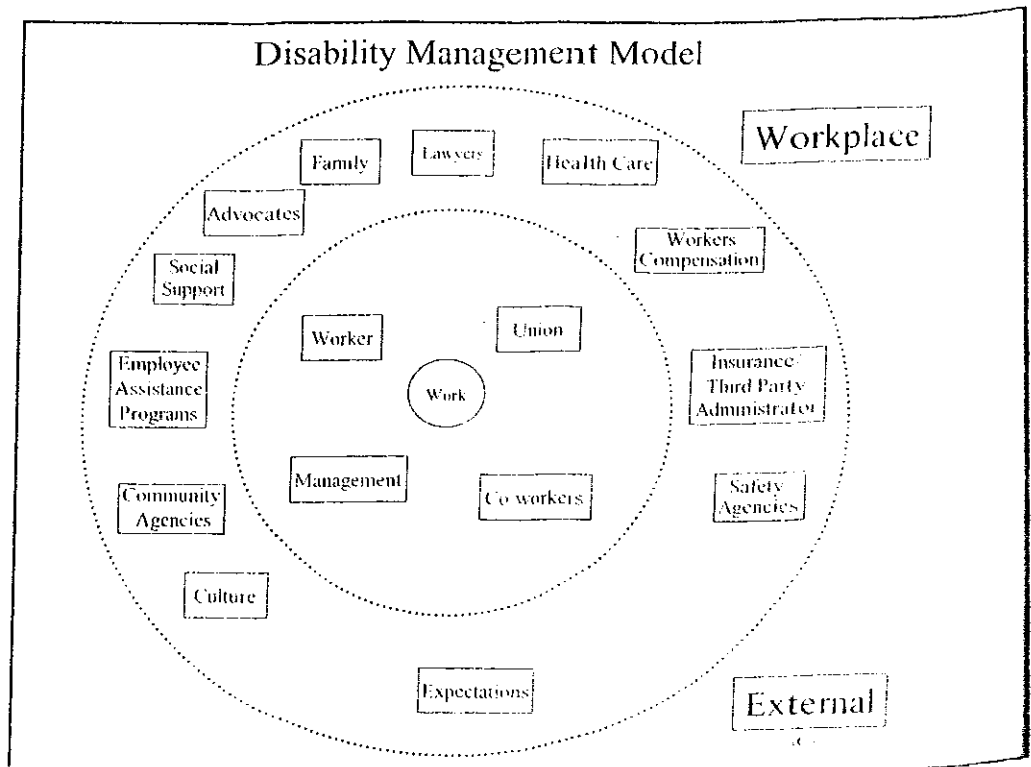 Disability Management Model
Workplace
Family
Lawyers
Health Care
Advocates
Workers
Compensation
Social
Support
Worker
Union
Employee
Assistance
Programs
Work
Insurance/
Third Party
Administrator
Management
Co workers
Community
Agencies
Safety
Agencies
Culture
Expectations
External